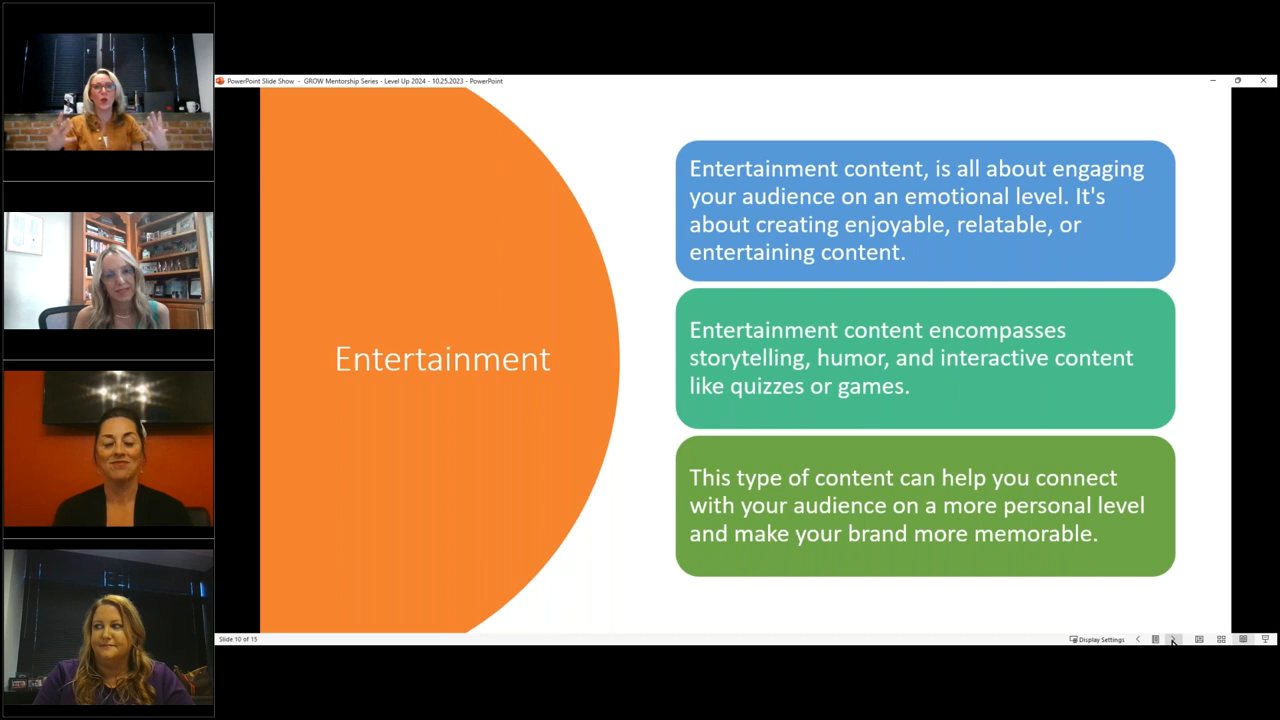 PowerPoint Slide Show - GROW Mentorship Series - Level Up 2024 - 10.25.2023 - PowerPoint
Entertainment
Entertainment content, is all about engaging
your audience on an emotional level. It's
about creating enjoyable, relatable, or
entertaining content.
Entertainment content encompasses
storytelling, humor, and interactive content
like quizzes or games.
This type of content can help you connect
with your audience on a more personal level
and make your brand more memorable.
Slide 10 of 15
Display Settings